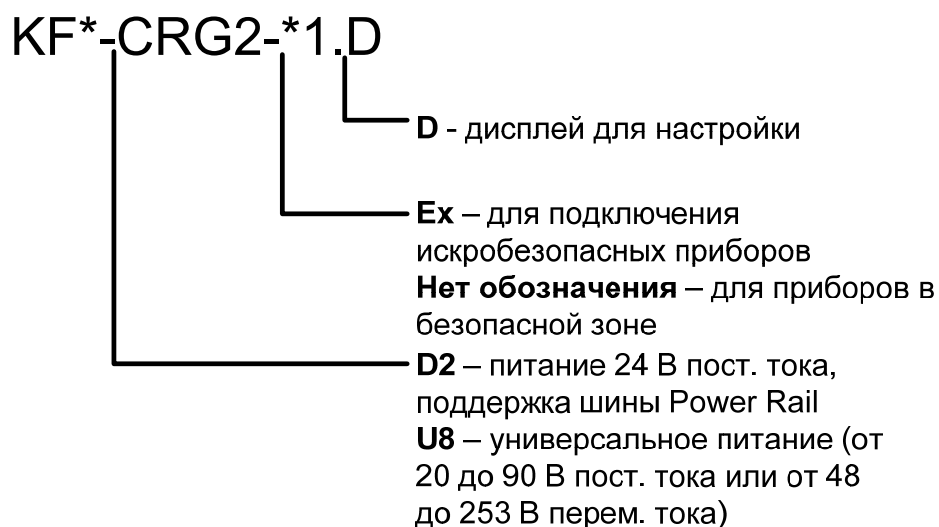 KF*-CRG2-*1.D
D - дисплей для настройки
Ex – для подключения
искробезопасных приборов
Нет обозначения – для приборов в
безопасной зоне
D2 – питание 24 В пост. тока,
поддержка шины Power Rail
U8 – универсальное питание (от
20 до 90 В пост. тока или от 48
до 253 В перем. тока)